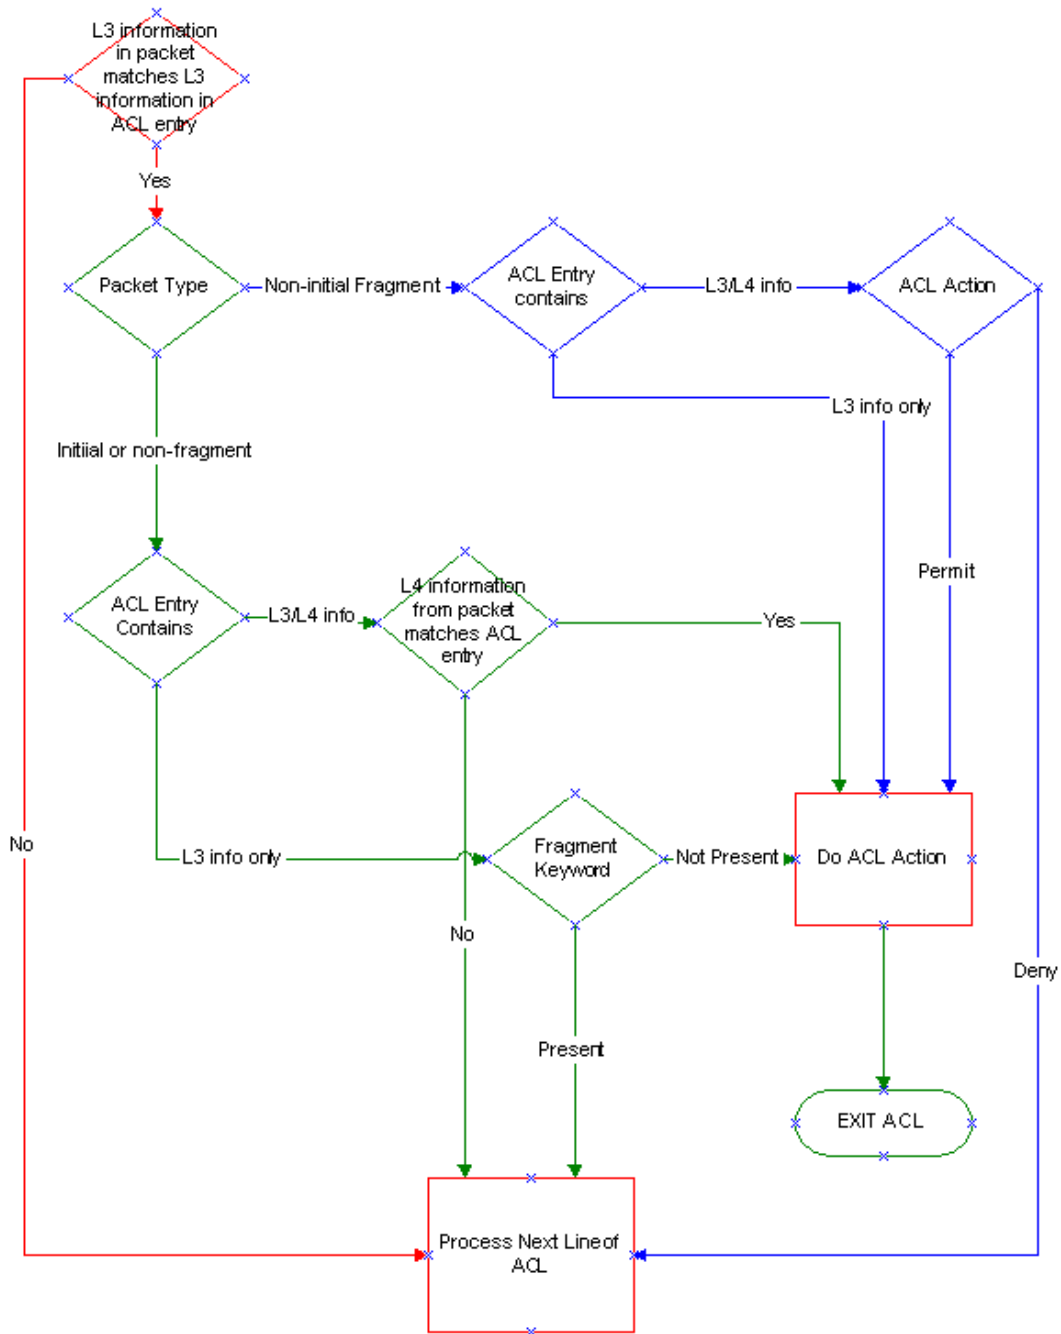 L3 information
in packet
matches L3
information in
ACL entry
Yes
Packet Type
Non-initial Fragment
ACL Entry
contains
L3/L4 info
ACL Action
L3 info only
Initiial or non-fragment
Permit
ACL Entry
Contains
L3/L4 info
L4 information
from packet
matches ACL
entry
Yes
No
L3 info only
Fragment
Keyword
Not Present
Do ACL Action
No
Deny
Present
EXIT ACL
Process Next Line of
ACL